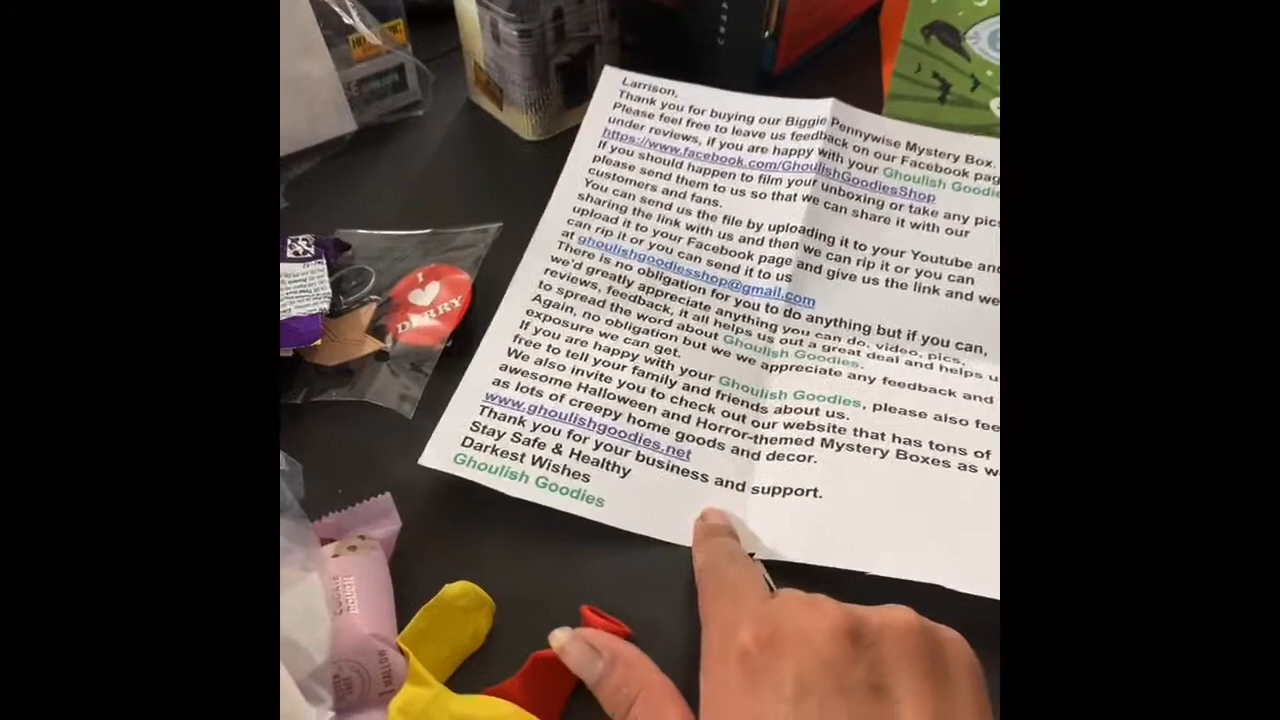 Larrison,
Thank you for buying our Biggie Pennywise Mystery Box.
Please feel free to leave us feedback on our Facebook pag
under reviews, if you are happy with your Ghoulish Goodie
https://www.facebook.com/GhoulishGoodiesShop
If you should happen to film your unboxing or take any pics
please send them to us so that we can share it with our
customers and fans.
You can send us the file by uploading it to your Youtube and
sharing the link with us and then we can rip it or you can
upload it to your Facebook page and give us the link and we
can rip it or you can send it to us
at ghoulishgoodiesshop@gmail.com
There is no obligation for you to do anything but if you can,
we'd greatly appreciate anything you can do, video, pics,
reviews, feedback, it all helps us out a great deal and helps u
to spread the word about Ghoulish Goodies.
Again, no obligation but we we appreciate any feedback and
exposure we can get.
If you are happy with your Ghoulish Goodies, please also fee
free to tell your family and friends about us.
We also invite you to check out our website that has tons of
awesome Halloween and Horror-themed Mystery Boxes as w
as lots of creepy home goods and decor.
www.ghoulishgoodies.net
Thank you for your business and support.
Stay Safe & Healthy
Darkest Wishes
Ghoulish Goodies
I
DERRY
COOKIE
DOUGH